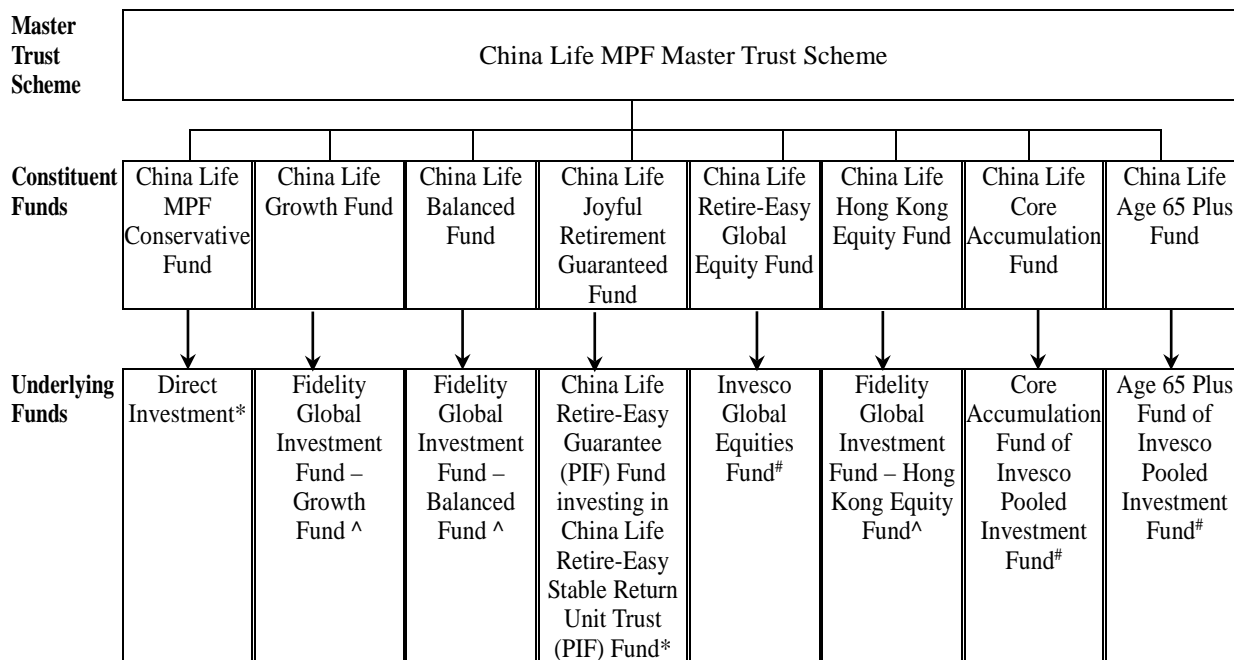 Master
Trust
Scheme
China Life MPF Master Trust Scheme
Constituent
Funds
China Life
MPF
Conservative
Fund
China Life
Growth Fund
China Life
Balanced
Fund
China Life
Joyful
Retirement
Guaranteed
Fund
China Life
Retire-Easy
Global
Equity Fund
China Life
Hong Kong
Equity Fund
China Life
Core
Accumulation
Fund
China Life
Age 65 Plus
Fund
Underlying
Funds
Direct
Investment*
Fidelity
Global
Investment
Fund –
Growth
Fund ^
Fidelity
Global
Investment
Fund –
Balanced
Fund ^
China Life
Retire-Easy
Guarantee
(PIF) Fund
investing in
China Life
Retire-Easy
Stable Return
Unit Trust
(PIF) Fund*
Invesco
Global
Equities
Fund#
Fidelity
Global
Investment
Fund – Hong
Kong Equity
Fund^
Core
Accumulation
Fund of
Invesco
Pooled
Investment
Fund#
Age 65 Plus
Fund of
Invesco
Pooled
Investment
Fund#